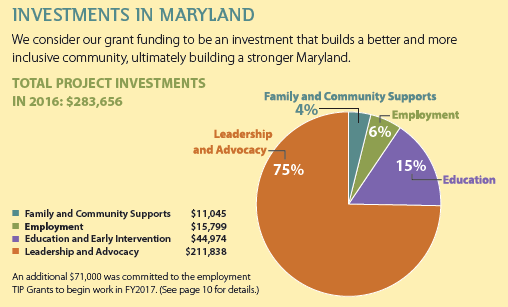 INVESTMENTS IN MARYLAND
We consider our grant funding to be an investment that builds a better and more
inclusive community, ultimately building a stronger Maryland.
TOTAL PROJECT INVESTMENTS
IN 2016: $283,656
Family and Community Supports
4%
Employment
6%
Leadership
and Advocacy
75%
15%
Education
Family and Community Supports $11,045
Employment $15,799
Education and Early Intervention $44,974
Leadership and Advocacy $211,838
An additional $71,000 was committed to the employment
TIP Grants to begin work in FY2017. (See page 10 for details.)